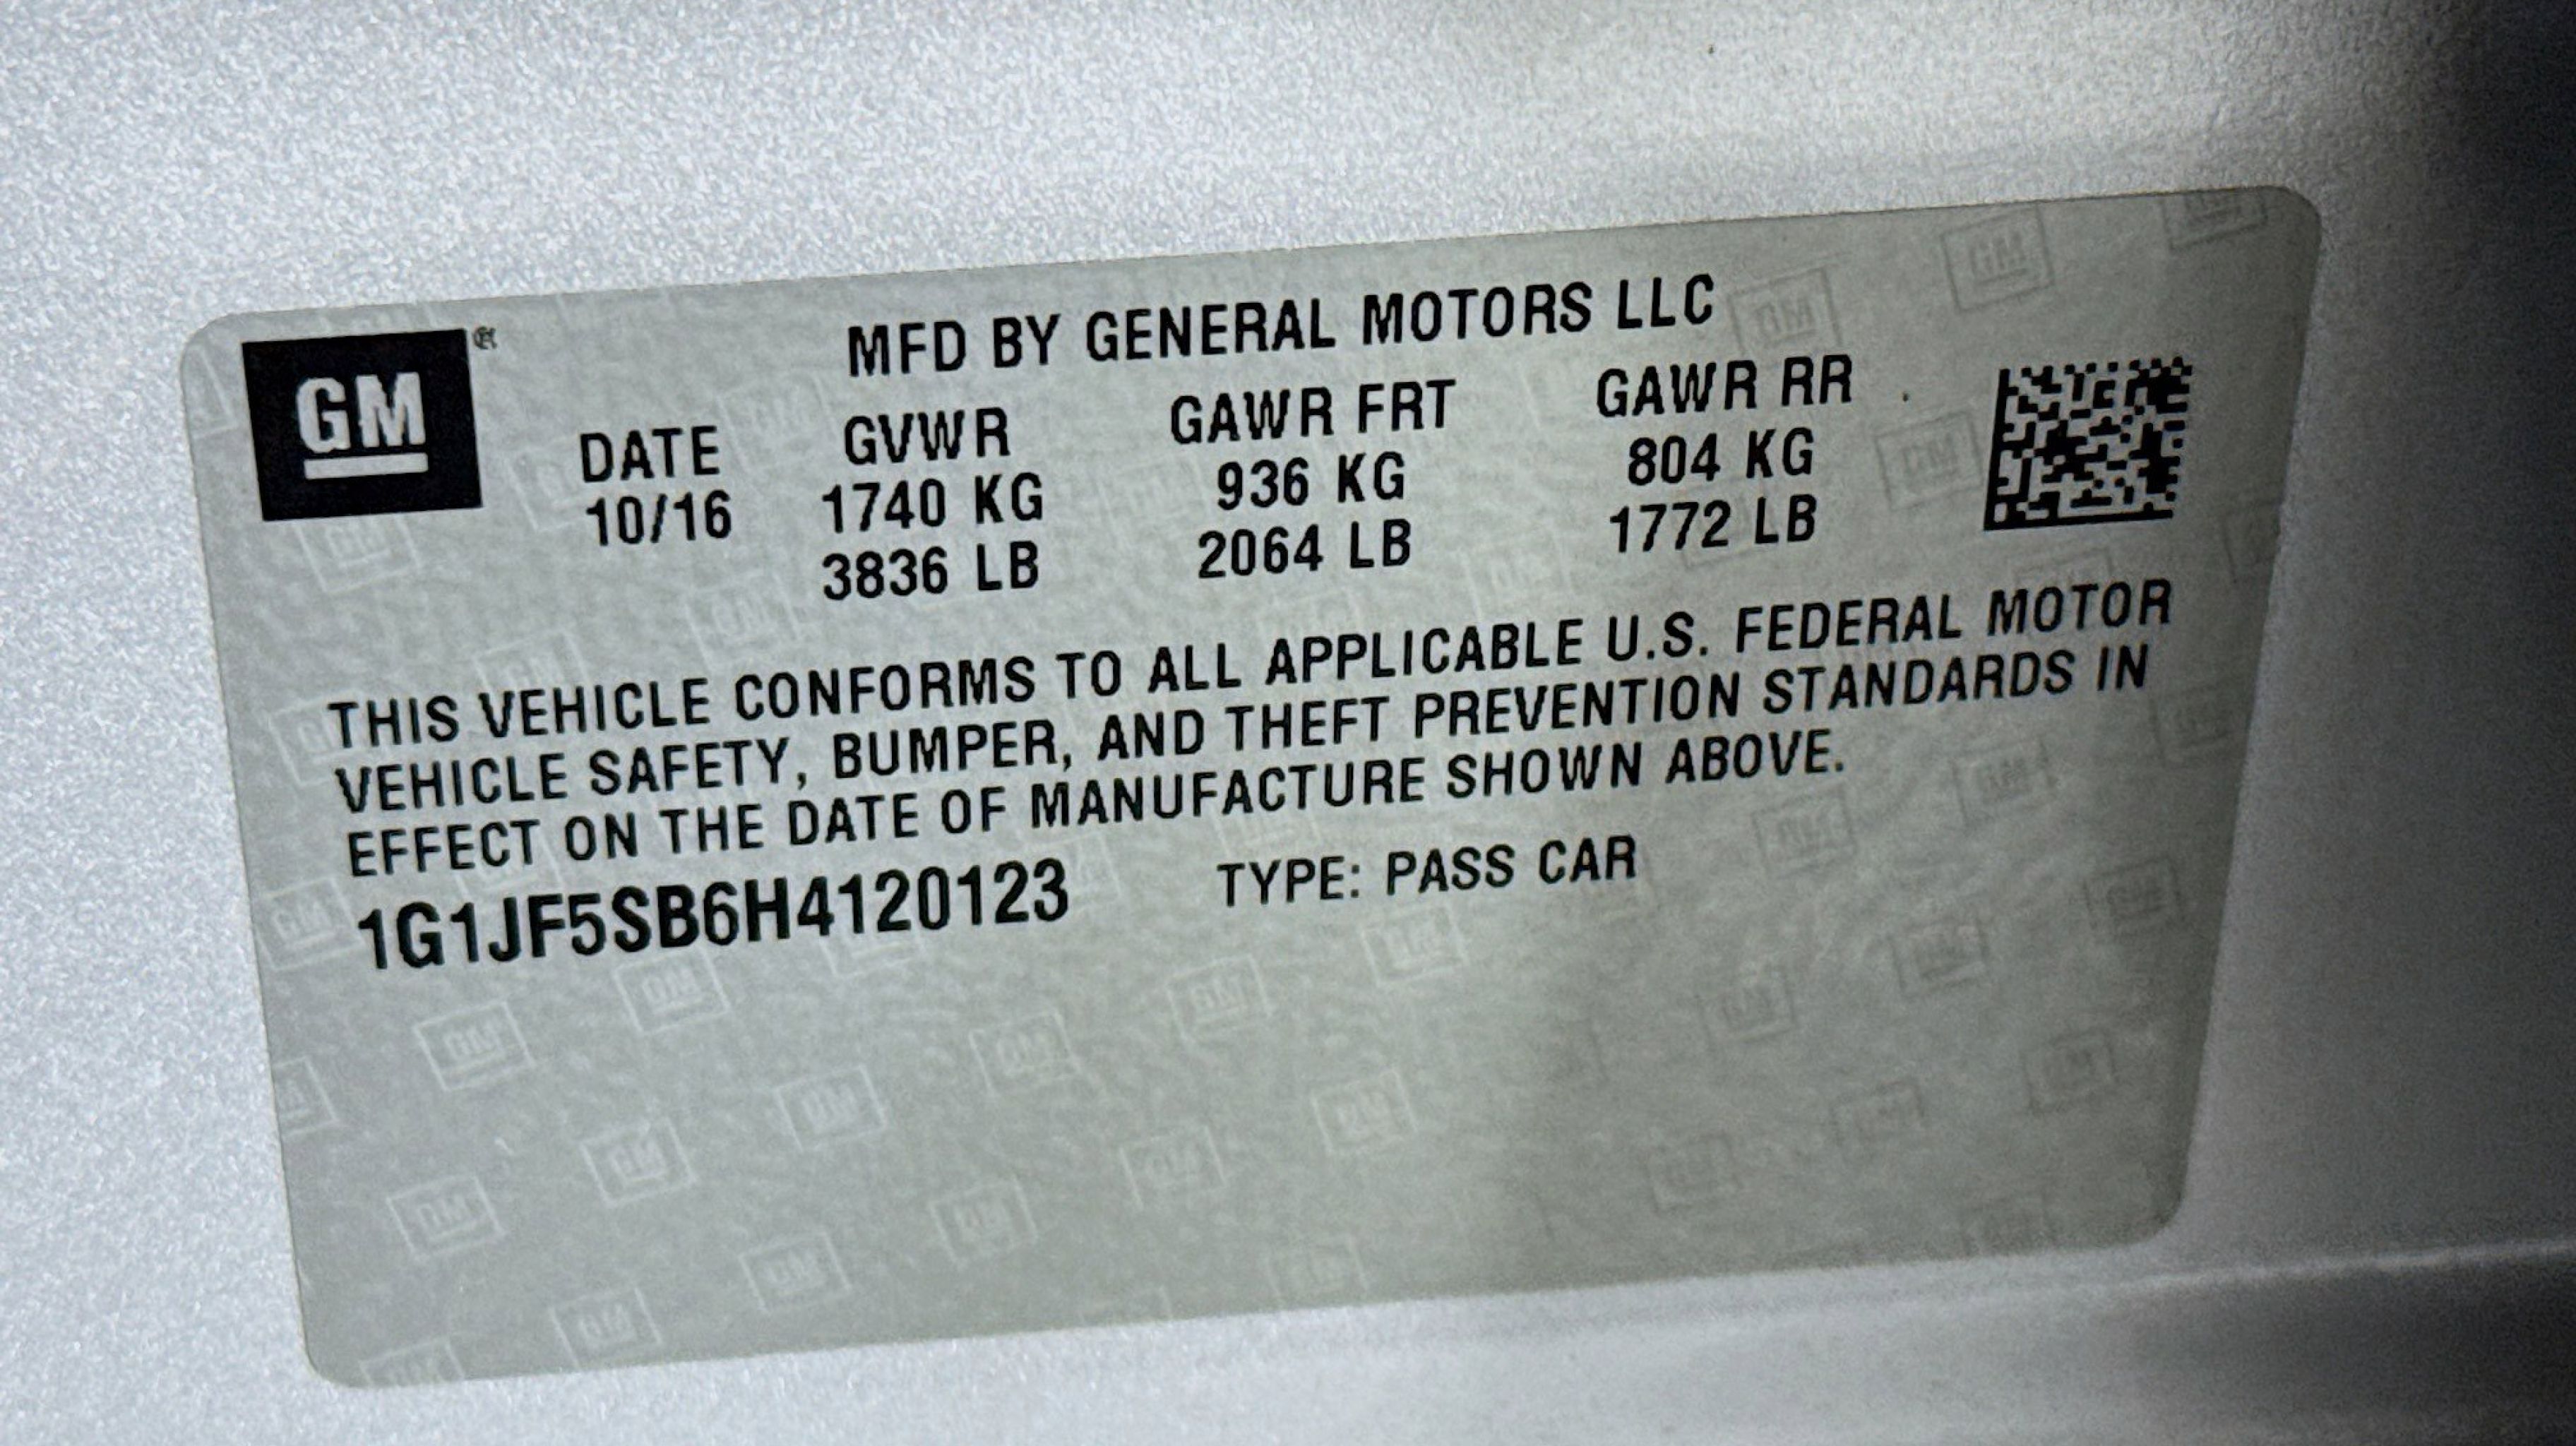 GM ®
MFD BY GENERAL MOTORS LLC
DATE GVWR GAWR FRT GAWR RR
10/16 1740 KG 936 KG 804 KG
3836 LB 2064 LB 1772 LB
THIS VEHICLE CONFORMS TO ALL APPLICABLE U.S. FEDERAL MOTOR
VEHICLE SAFETY, BUMPER, AND THEFT PREVENTION STANDARDS IN
EFFECT ON THE DATE OF MANUFACTURE SHOWN ABOVE.
1G1JF5SB6H4120123 TYPE: PASS CAR